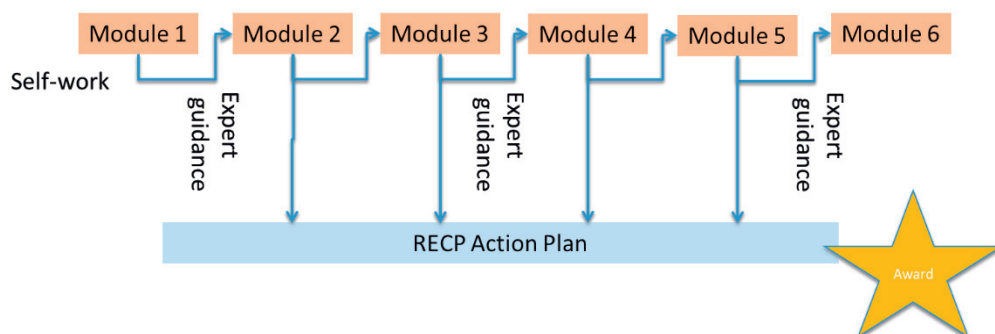 Module 1
Module 2
Module 3
Module 4
Module 5
Module 6
Self-work
Expert
guidance
Expert
guidance
Expert
guidance
RECP Action Plan
Award